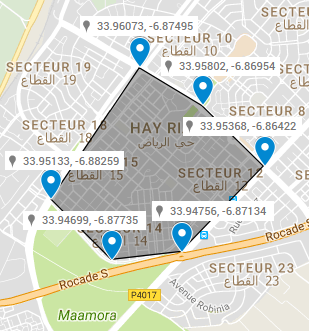 33.96073, -6.87495
SECTEUR 10
القطاع
10
SECTEUR 19
القطاع
19
33.95802, -6.86954
SECTEUR 8
القطاع
SECTEUR 18
القطاع
18
HAY RI
حي الرياض
33.95368, -6.86422
33.95133, -6.88259
15
القطاع
15
SECTEUR 12
القطاع
12
33.94699, -6.87735
33.94756, -6.87134
14
14
Rue
Rocade S
Rocade S
SECTEUR 23
القطاع
23
P4017
Avenue Robinia
Maamora